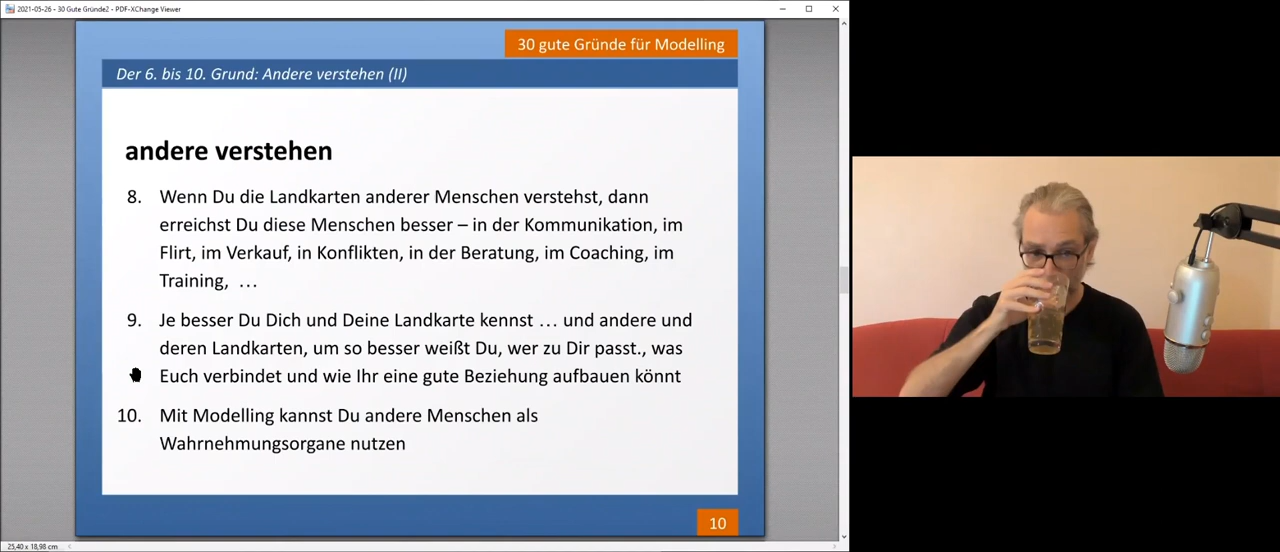 2021-05-26 - 30 Gute Gründe2 - PDF-XChange Viewer
30 gute Gründe für Modelling
Der 6. bis 10. Grund: Andere verstehen (II)
andere verstehen
8. Wenn Du die Landkarten anderer Menschen verstehst, dann
erreichst Du diese Menschen besser – in der Kommunikation, im
Flirt, im Verkauf, in Konflikten, in der Beratung, im Coaching, im
Training, …
9. Je besser Du Dich und Deine Landkarte kennst … und andere und
deren Landkarten, um so besser weißt Du, wer zu Dir passt., was
Euch verbindet und wie Ihr eine gute Beziehung aufbauen könnt
10. Mit Modelling kannst Du andere Menschen als
Wahrnehmungsorgane nutzen
10
25,40 x 18,98 cm